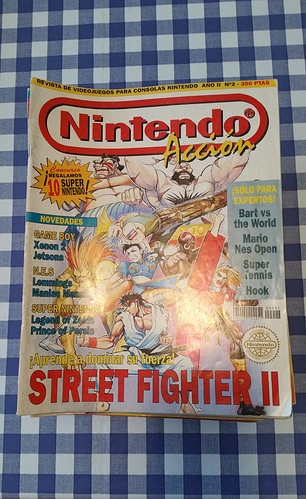 REVISTA DE VIDEOJUEGOS PARA CONSOLAS NINTENDO AÑO II Nº2 - 350 PTAS
Nintendo
Acción
¡Concurso
REGALAMOS
10 SUPER
NINTENDO!
NOVEDADES
GAME BOY
Xenon 2
Jetsons
N.E.S
Lemmings
Maniac
SUPER NINTENDO
Legend of Zelda
Prince of Persia
¡SÓLO PARA
EXPERTOS!
Bart vs
the World
Mario
Nes Open
Super
Tennis
Hook
Nintendo
¡Aprende a dominar su fuerza!
STREET FIGHTER II